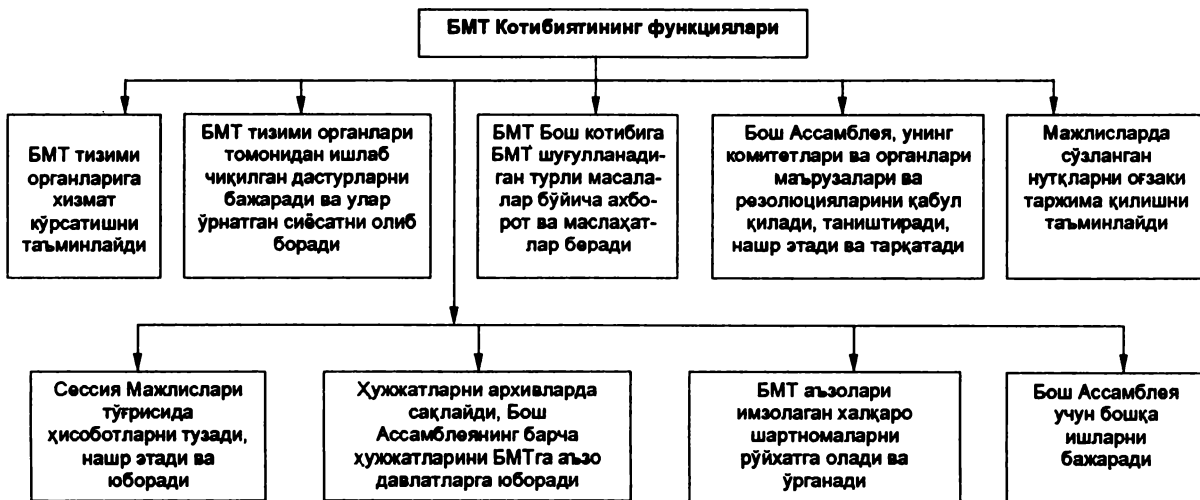 БМТ Котибиятининг функциялари
БМТ тизими
органларига
хизмат
кўрсатишни
таъминлайди
БМТ тизими органлари
томонидан ишлаб
чиқилган дастурларни
бажаради ва улар
ўрнатган сиёсатни олиб
боради
БМТ Бош котибига
БМТ шуғулланади-
ган турли масала-
лар бўйича ахбо-
рот ва маслаҳат-
лар беради
Бош Ассамблея, унинг
комитетлари ва органлари
маърузалари ва
резолюцияларини қабул
қилади, таништиради,
нашр этади ва тарқатади
Мажлисларда
сўзланган
нутқларни оғзаки
таржима қилишни
таъминлайди
Сессия Мажлислари
тўғрисида
ҳисоботларни тузади,
нашр этади ва
юборади
Ҳужжатларни архивларда
сақлайди, Бош
Ассамблеянинг барча
ҳужжатларини БМТга аъзо
давлатларга юборади
БМТ аъзолари
имзолаган халқаро
шартномаларни
рўйхатга олади ва
ўрганади
Бош Ассамблея
учун бошқа
ишларни
бажаради